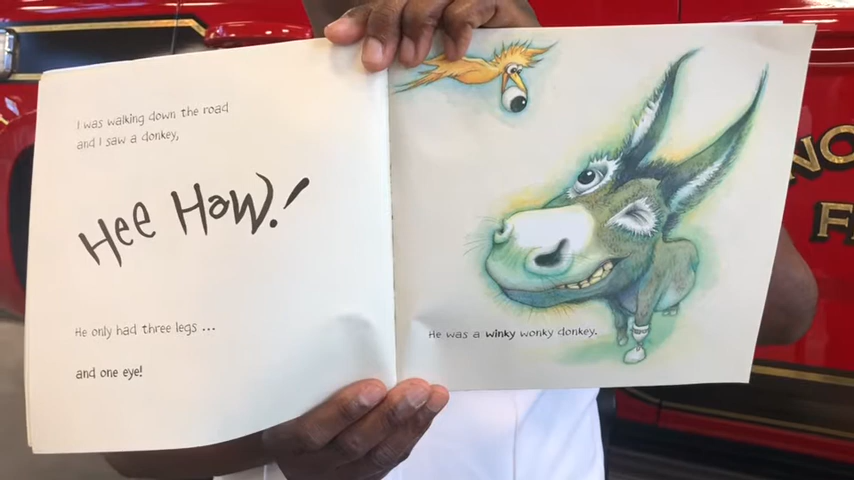 I was walking down the road
and I saw a donkey,
Hee Haw!
He only had three legs ...
and one eye!
He was a winky wonky donkey.
NO
F